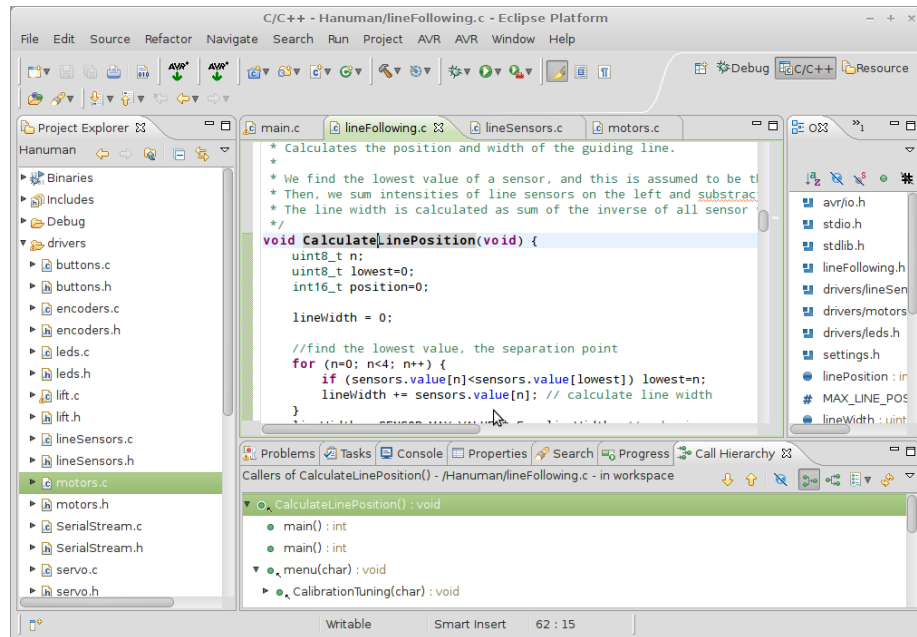 C/C++ - Hanuman/lineFollowing.c - Eclipse Platform
File Edit Source Refactor Navigate Search Run Project AVR AVR Window Help
AVR* AVR*
Debug C/C++ Resource
Project Explorer
Hanuman
Binaries
Includes
Debug
drivers
buttons.c
buttons.h
encoders.c
encoders.h
leds.c
leds.h
lift.c
lift.h
lineSensors.c
lineSensors.h
motors.c
motors.h
SerialStream.c
SerialStream.h
servo.c
servo.h
main.c lineFollowing.c lineSensors.c motors.c
* Calculates the position and width of the guiding line.
*
* We find the lowest value of a sensor, and this is assumed to be
* Then, we sum intensities of line sensors on the left and substrac
* The line width is calculated as sum of the inverse of all sensor
*/
void CalculateLinePosition(void) {
uint8_t n;
uint8_t lowest=0;
int16_t position=0;
lineWidth = 0;
//find the lowest value, the separation point
for (n=0; n<4; n++) {
if (sensors.value[n]<sensors.value[lowest]) lowest=n;
lineWidth += sensors.value[n]; // calculate line width
}
O »1
avr/io.h
stdio.h
stdlib.h
lineFollowing.h
drivers/lineSen
drivers/motors
drivers/leds.h
settings.h
linePosition : in
# MAX_LINE_POS
lineWidth : uint
Problems Tasks Console Properties Search Progress Call Hierarchy
Callers of CalculateLinePosition() - /Hanuman/lineFollowing.c - in workspace
CalculateLinePosition() : void
main() : int
main() : int
menu(char) : void
CalibrationTuning(char) : void
Writable Smart Insert 62 : 15